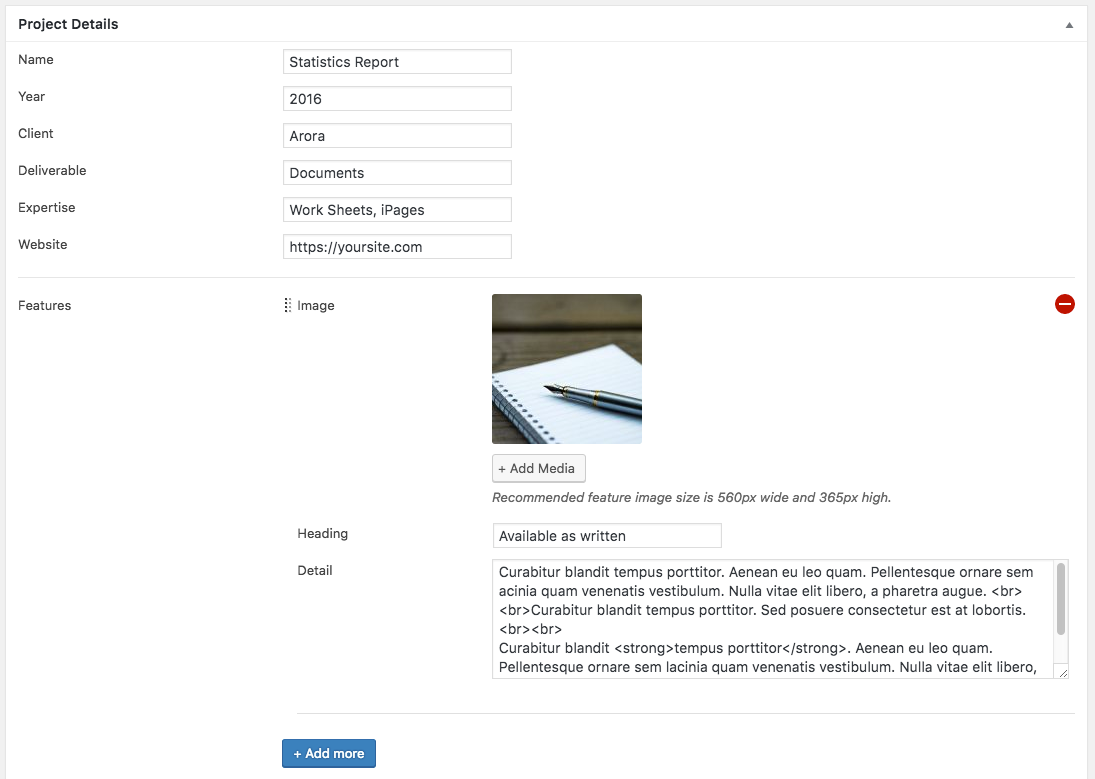 Project Details
Name
Statistics Report
Year
2016
Client
Arora
Deliverable
Documents
Expertise
Work Sheets, iPages
Website
https://yoursite.com
Features
Image
+ Add Media
Recommended feature image size is 560px wide and 365px high.
Heading
Available as written
Detail
Curabitur blandit tempus porttitor. Aenean eu leo quam. Pellentesque ornare sem
acinia quam venenatis vestibulum. Nulla vitae elit libero, a pharetra augue. <br>
<br>Curabitur blandit tempus porttitor. Sed posuere consectetur est at lobortis.
<br><br>
Curabitur blandit <strong>tempus porttitor</strong>. Aenean eu leo quam.
Pellentesque ornare sem lacinia quam venenatis vestibulum. Nulla vitae elit libero,
+ Add more